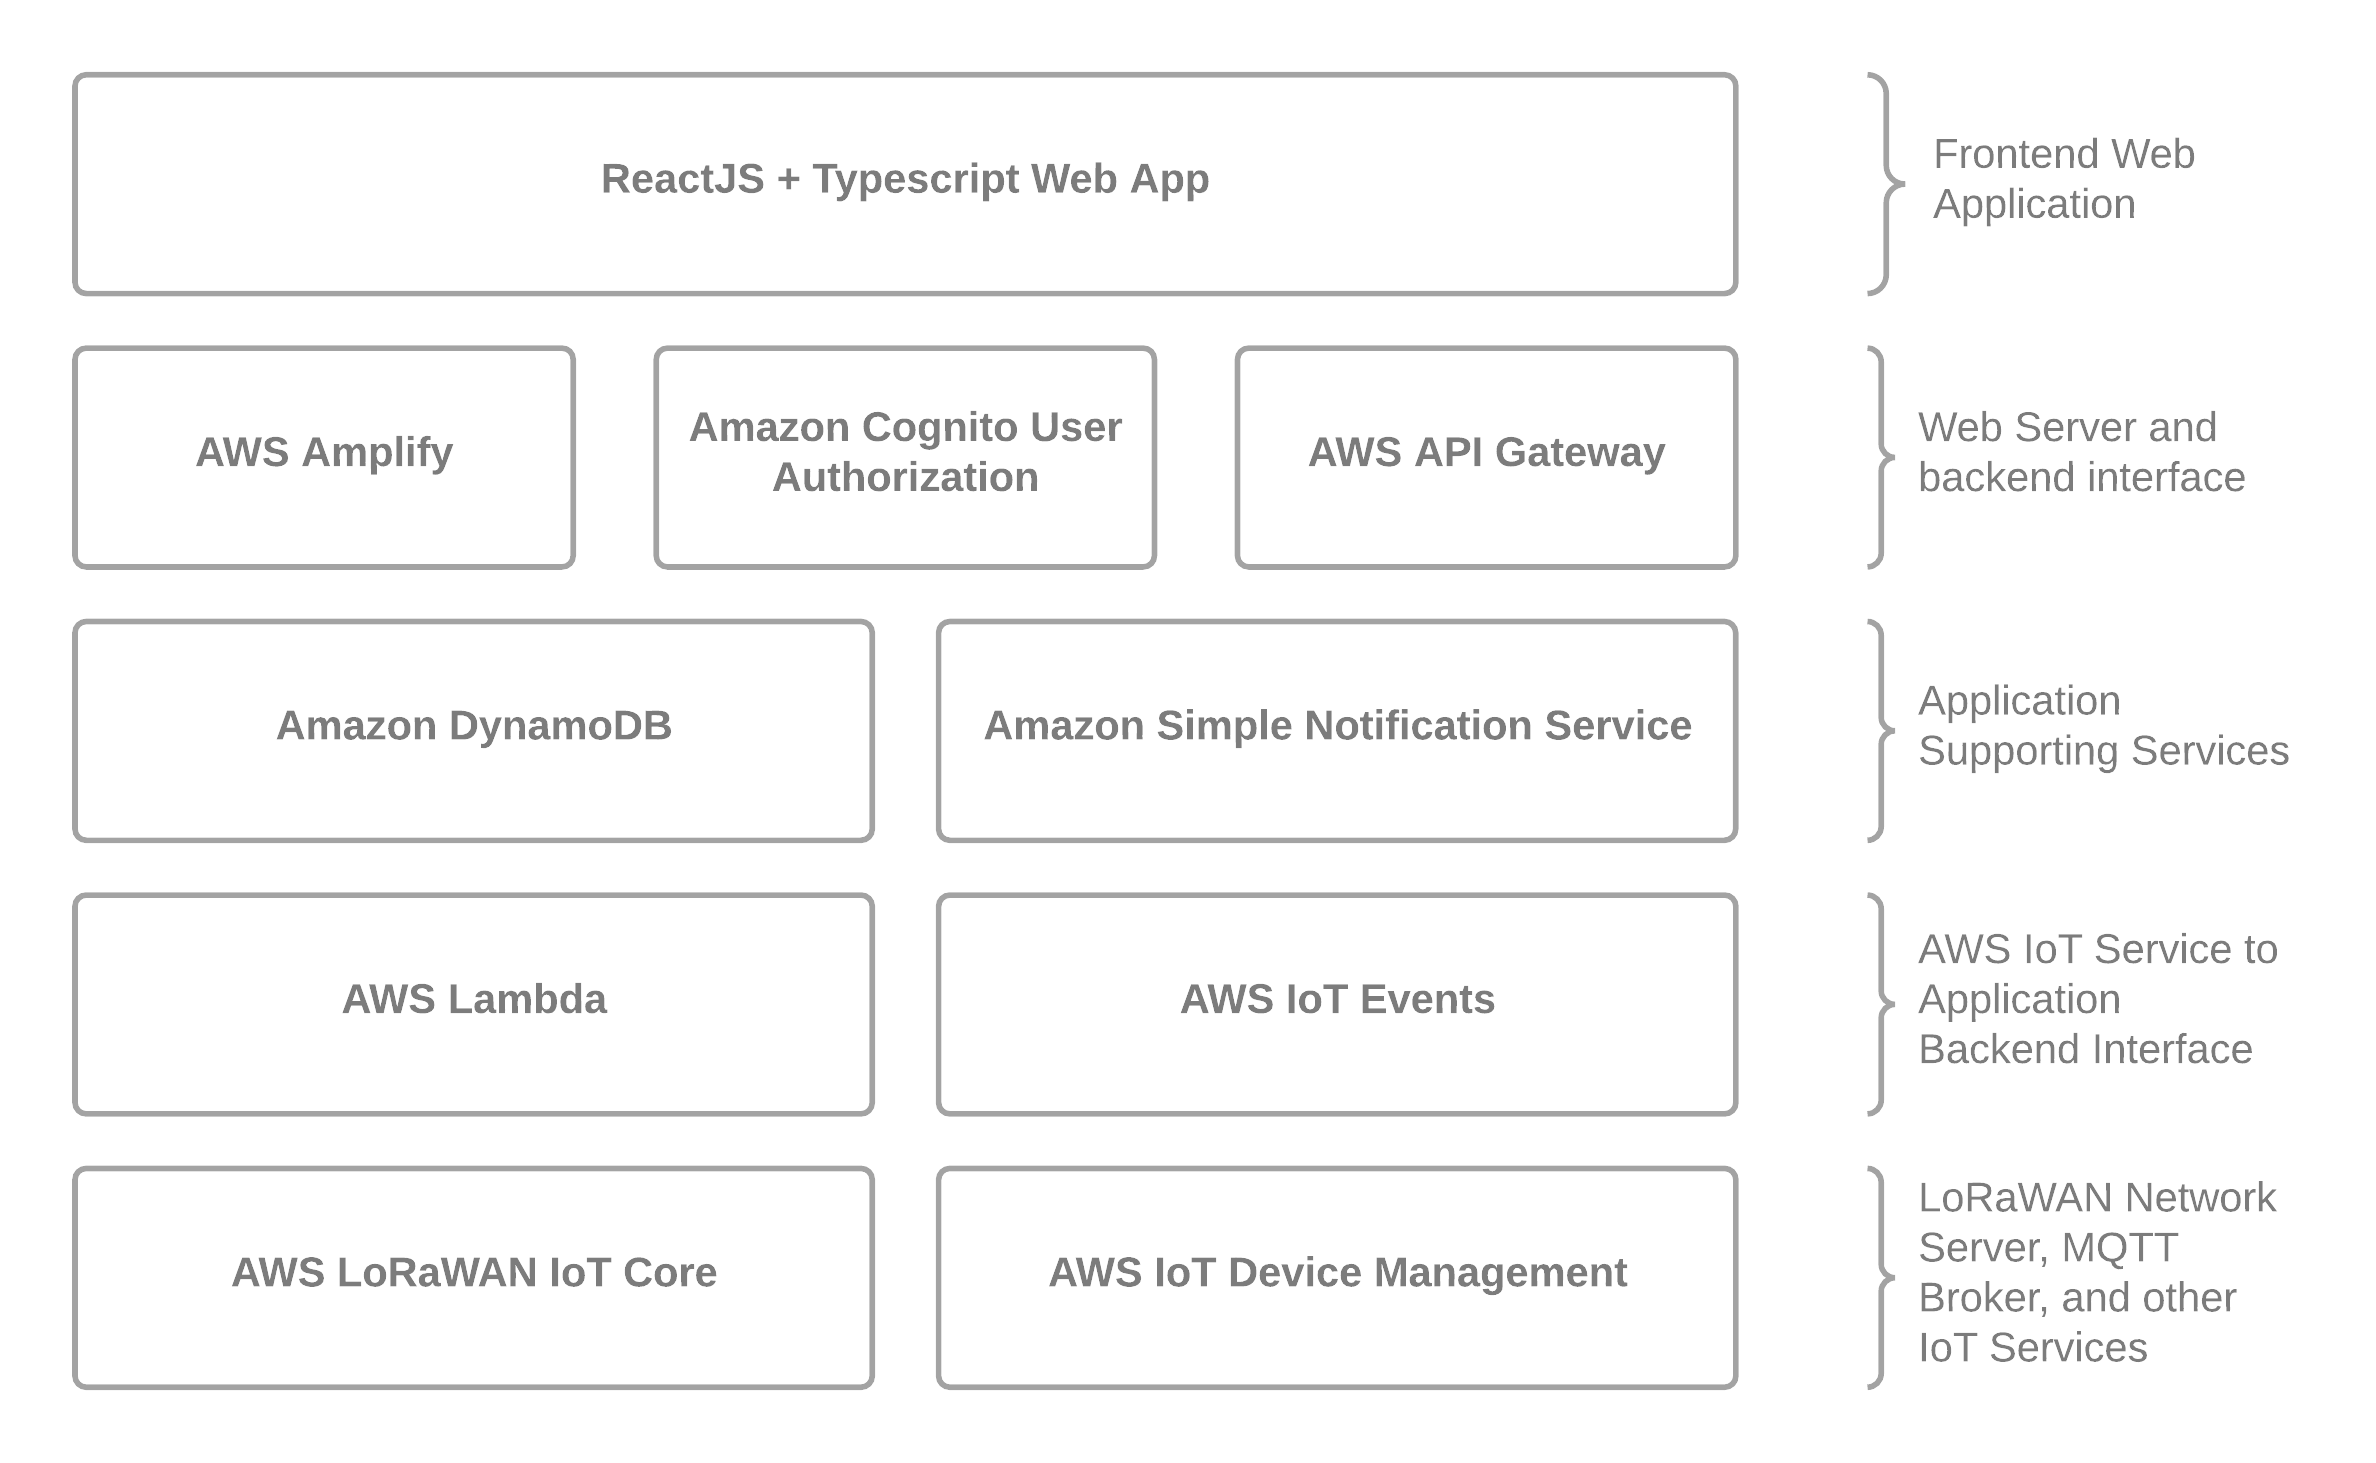 ReactJS + Typescript Web App
Frontend Web
Application
AWS Amplify
Amazon Cognito User
Authorization
AWS API Gateway
Web Server and
backend interface
Amazon DynamoDB
Amazon Simple Notification Service
Application
Supporting Services
AWS Lambda
AWS IoT Events
AWS IoT Service to
Application
Backend Interface
AWS LoRaWAN IoT Core
AWS IoT Device Management
LoRaWAN Network
Server, MQTT
Broker, and other
IoT Services